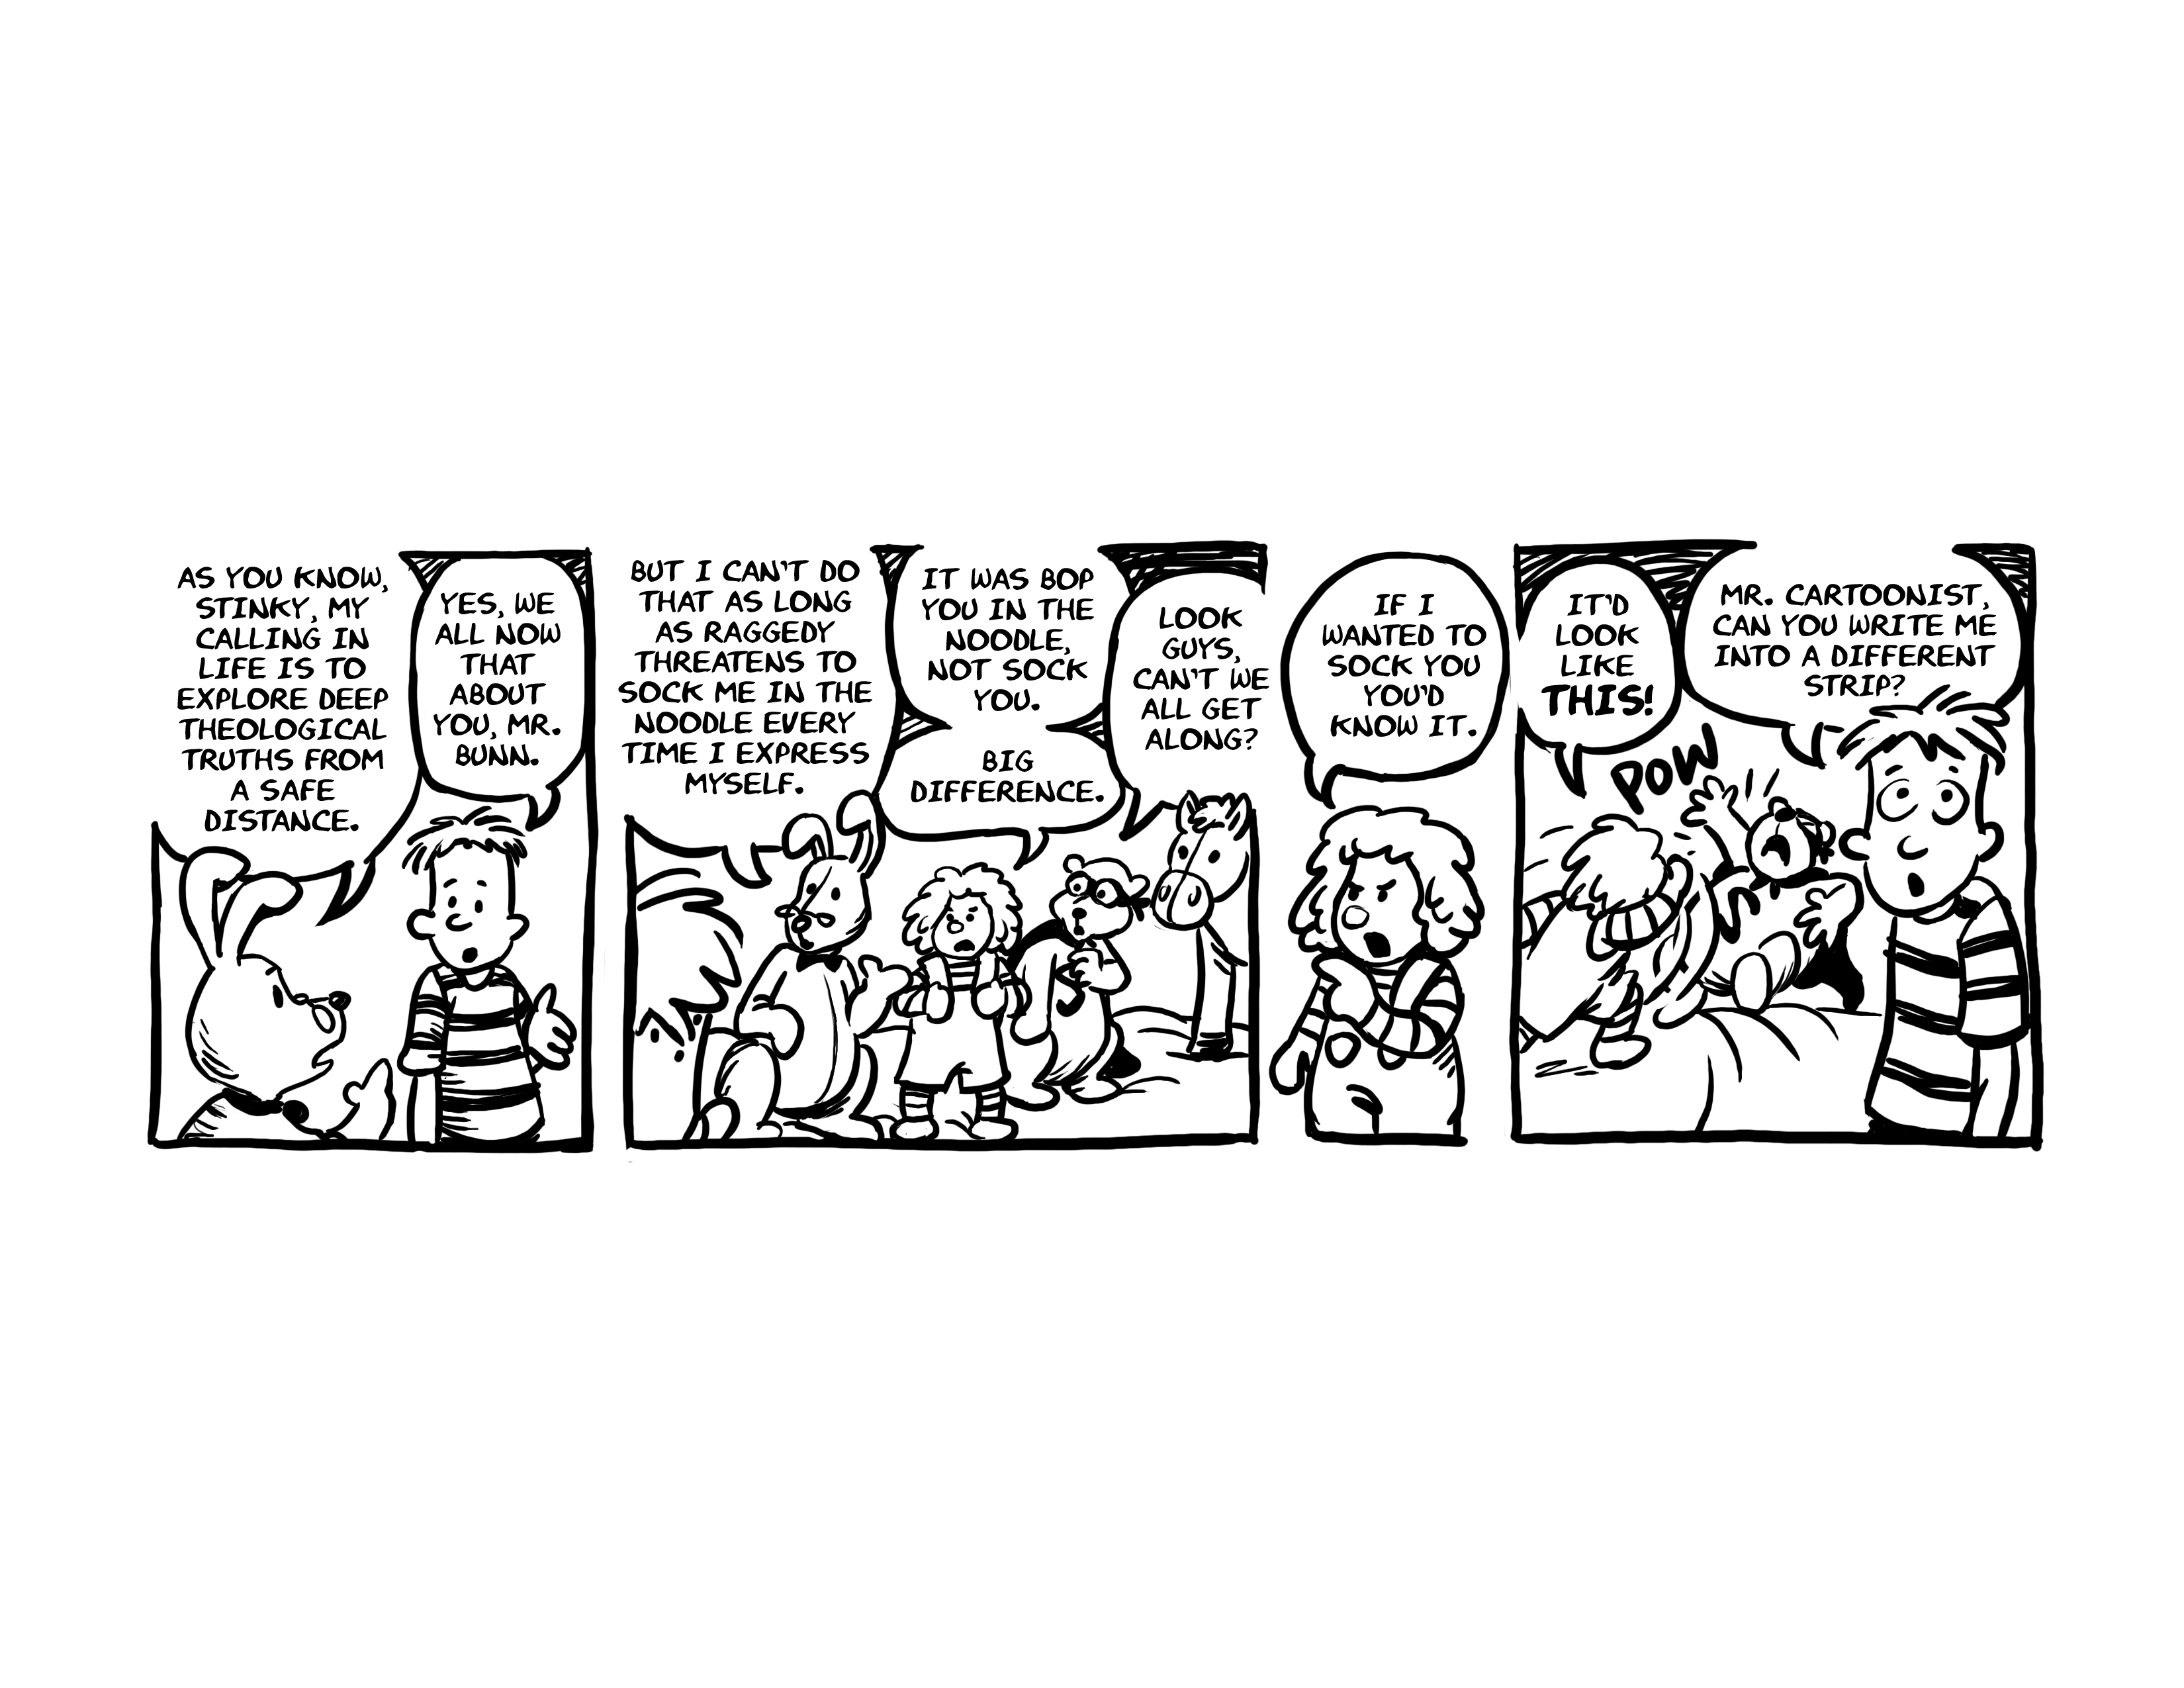 AS YOU KNOW,
STINKY, MY
CALLING IN
LIFE IS TO
EXPLORE DEEP
THEOLOGICAL
TRUTHS FROM
A SAFE
DISTANCE.
YES, WE
ALL NOW
THAT
ABOUT
YOU, MR.
BUNN.
BUT I CAN'T DO
THAT AS LONG
AS RAGGEDY
THREATENS TO
SOCK ME IN THE
NOODLE EVERY
TIME I EXPRESS
MYSELF.
IT WAS BOP
YOU IN THE
NOODLE,
NOT SOCK
YOU.
BIG
DIFFERENCE.
LOOK
GUYS,
CAN'T WE
ALL GET
ALONG?
IF I
WANTED TO
SOCK YOU
YOU'D
KNOW IT.
IT'D
LOOK
LIKE
THIS!
POW
MR. CARTOONIST,
CAN YOU WRITE ME
INTO A DIFFERENT
STRIP?